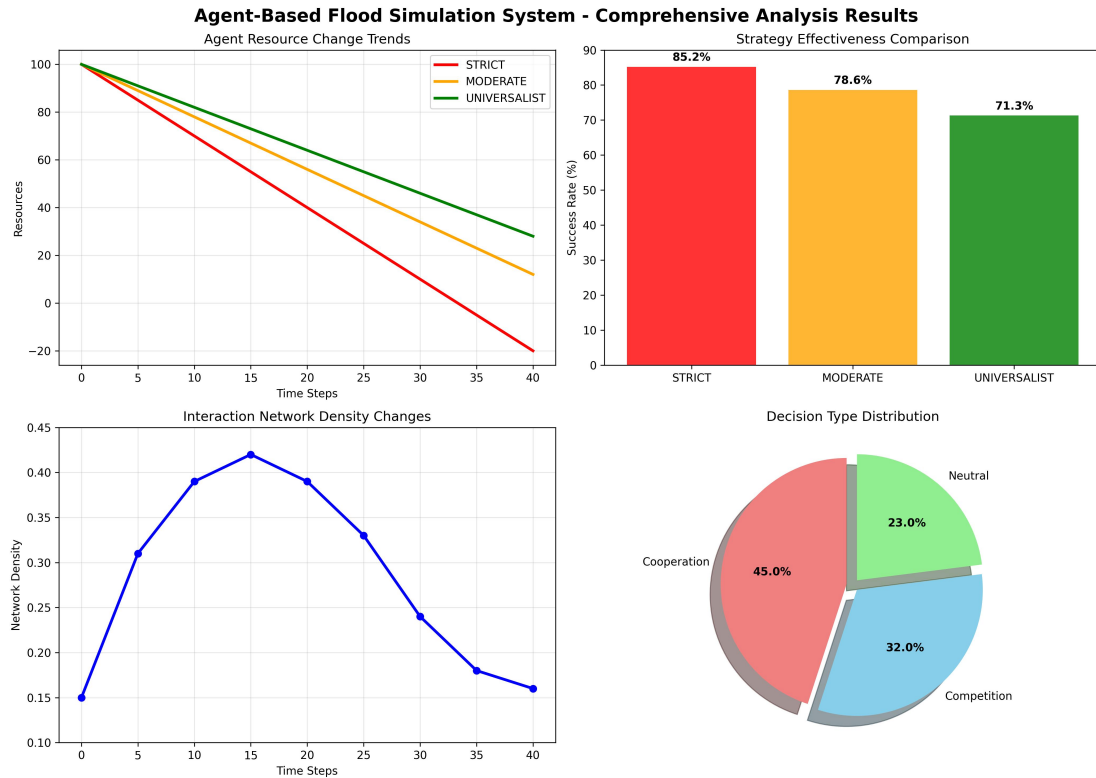 Agent-Based Flood Simulation System - Comprehensive Analysis Results
Agent Resource Change Trends
STRICT
MODERATE
UNIVERSALIST
Resources
100
80
60
40
20
0
−20
0 5 10 15 20 25 30 35 40
Time Steps
Strategy Effectiveness Comparison
Success Rate (%)
90
80
70
60
50
40
30
20
10
0
85.2%
78.6%
71.3%
STRICT MODERATE UNIVERSALIST
Interaction Network Density Changes
Network Density
0.45
0.40
0.35
0.30
0.25
0.20
0.15
0.10
0 5 10 15 20 25 30 35 40
Time Steps
Decision Type Distribution
Neutral
23.0%
Cooperation
45.0%
32.0%
Competition